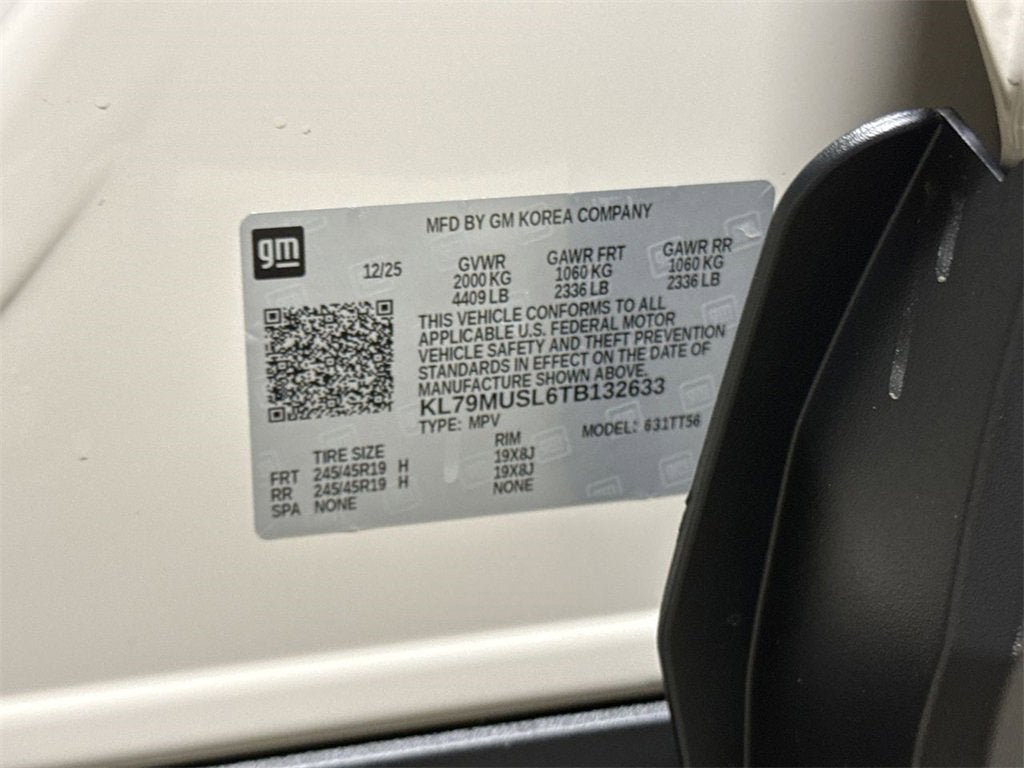 MFD BY GM KOREA COMPANY
gm
12/25
GVWR GAWR FRT GAWR RR
2000 KG 1060 KG 1060 KG
4409 LB 2336 LB 2336 LB
THIS VEHICLE CONFORMS TO ALL
APPLICABLE U.S. FEDERAL MOTOR
VEHICLE SAFETY AND THEFT PREVENTION
STANDARDS IN EFFECT ON THE DATE OF
MANUFACTURE SHOWN ABOVE.
KL79MUSL6TB132633
TYPE: MPV MODEL: 631TT56
TIRE SIZE RIM
FRT 245/45R19 H 19X8J
RR 245/45R19 H 19X8J
SPA NONE NONE